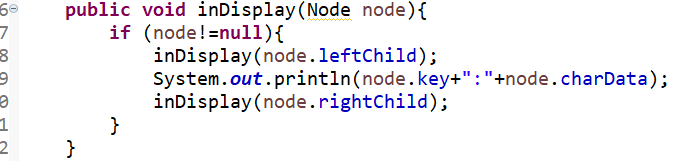 6 public void inDisplay(Node node){
7 if (node!=null){
8 inDisplay(node.leftChild);
9 System.out.println(node.key+":"+node.charData);
0 inDisplay(node.rightChild);
1 }
2 }